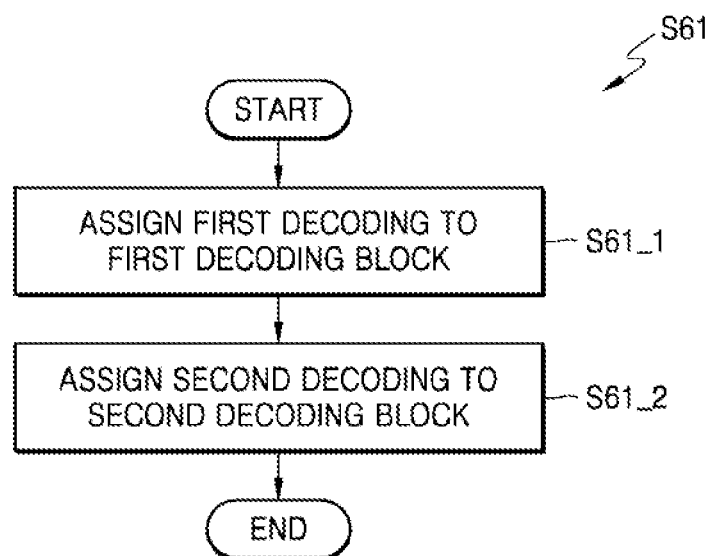 S61
START
ASSIGN FIRST DECODING TO
FIRST DECODING BLOCK
S61_1
ASSIGN SECOND DECODING TO
SECOND DECODING BLOCK
S61_2
END